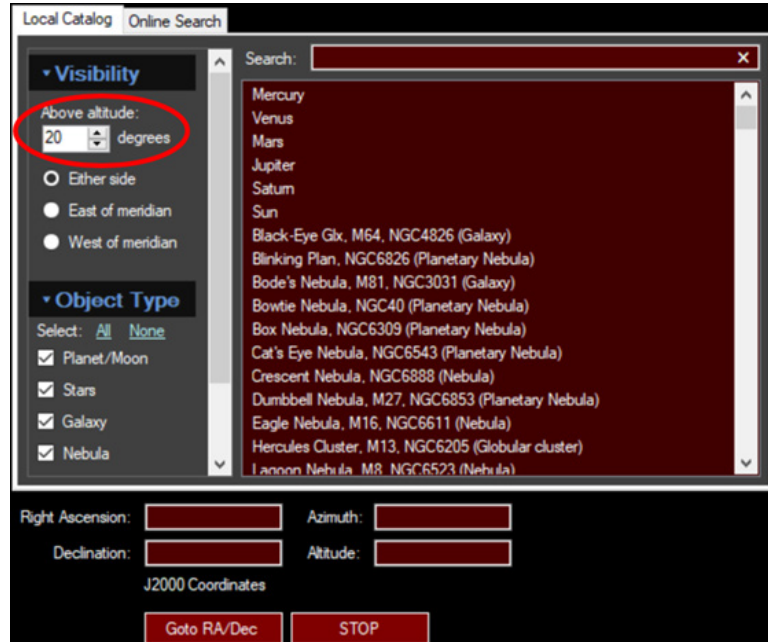 Local Catalog Online Search
Visibility
Above altitude:
20 degrees
Either side
East of meridian
West of meridian
Object Type
Select: All None
Planet/Moon
Stars
Galaxy
Nebula
Search:
Mercury
Venus
Mars
Jupiter
Saturn
Sun
Black-Eye Glx, M64, NGC4826 (Galaxy)
Blinking Plan, NGC6826 (Planetary Nebula)
Bode's Nebula, M81, NGC3031 (Galaxy)
Bowtie Nebula, NGC40 (Planetary Nebula)
Box Nebula, NGC6309 (Planetary Nebula)
Cat's Eye Nebula, NGC6543 (Planetary Nebula)
Crescent Nebula, NGC6888 (Nebula)
Dumbbell Nebula, M27, NGC6853 (Planetary Nebula)
Eagle Nebula, M16, NGC6611 (Nebula)
Hercules Cluster, M13, NGC6205 (Globular cluster)
Lagoon Nebula, M8, NGC6523 (Nebula)
Right Ascension: Azimuth:
Declination: Altitude:
J2000 Coordinates
Goto RA/Dec STOP